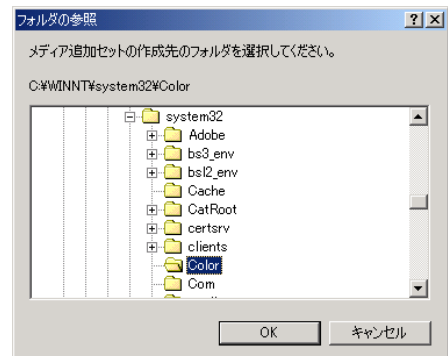 フォルダの参照
メディア追加セットの作成先のフォルダを選択してください。
C:¥WINNT¥system32¥Color
system32
Adobe
bs3_env
bsl2_env
Cache
CatRoot
certsrv
clients
Color
Com
OK キャンセル